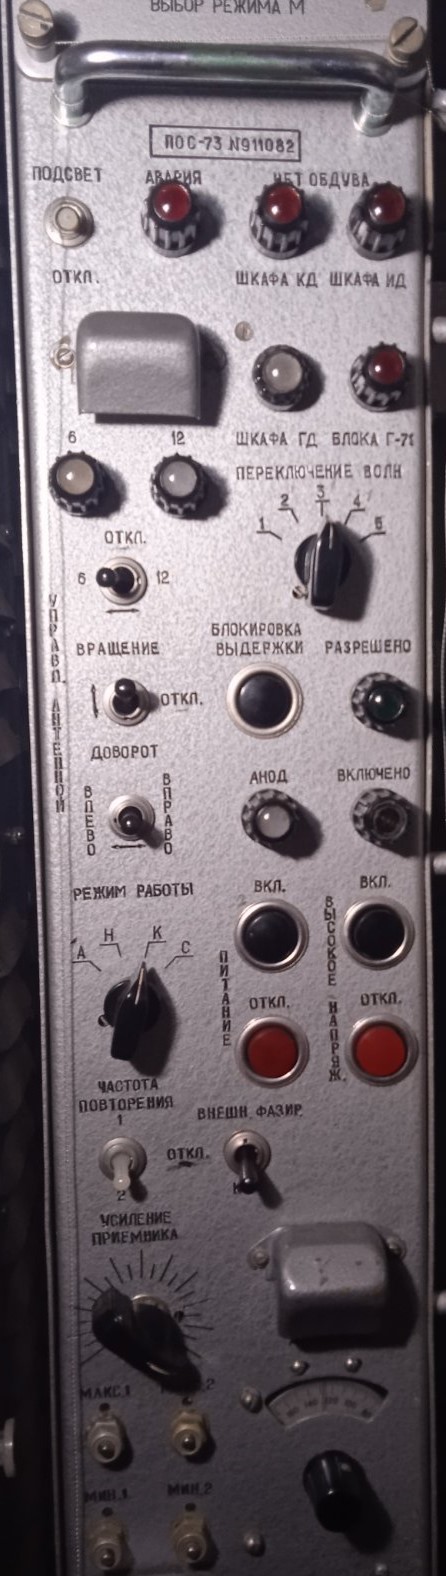 ВЫБОР РЕЖИМА М
ПОС-73 №911082
ПОДСВЕТ
АВАРИЯ
НЕТ ОБДУВА
ОТКЛ.
ШКАФА КД
ШКАФА ИД
6
12
ШКАФА ГД
БЛОКА Г-71
ПЕРЕКЛЮЧЕНИЕ ВОЛН
1 2 3 4 5
ОТКЛ.
6
12
УПРАВЛ. АНТЕННОЙ
ВРАЩЕНИЕ
ОТКЛ.
БЛОКИРОВКА
ВЫДЕРЖКИ
РАЗРЕШЕНО
ДОВОРОТ
ВЛЕВО
ВПРАВО
АНОД
ВКЛЮЧЕНО
РЕЖИМ РАБОТЫ
А Н К С
ВКЛ.
ВКЛ.
ПИТАНИЕ
ВЫСОКОЕ НАПРЯЖ.
ОТКЛ.
ОТКЛ.
ЧАСТОТА
ПОВТОРЕНИЯ
1
2
ВНЕШН. ФАЗИР.
ОТКЛ.
УСИЛЕНИЕ
ПРИЕМНИКА
МАКС.1
МИН.1
МИН.2